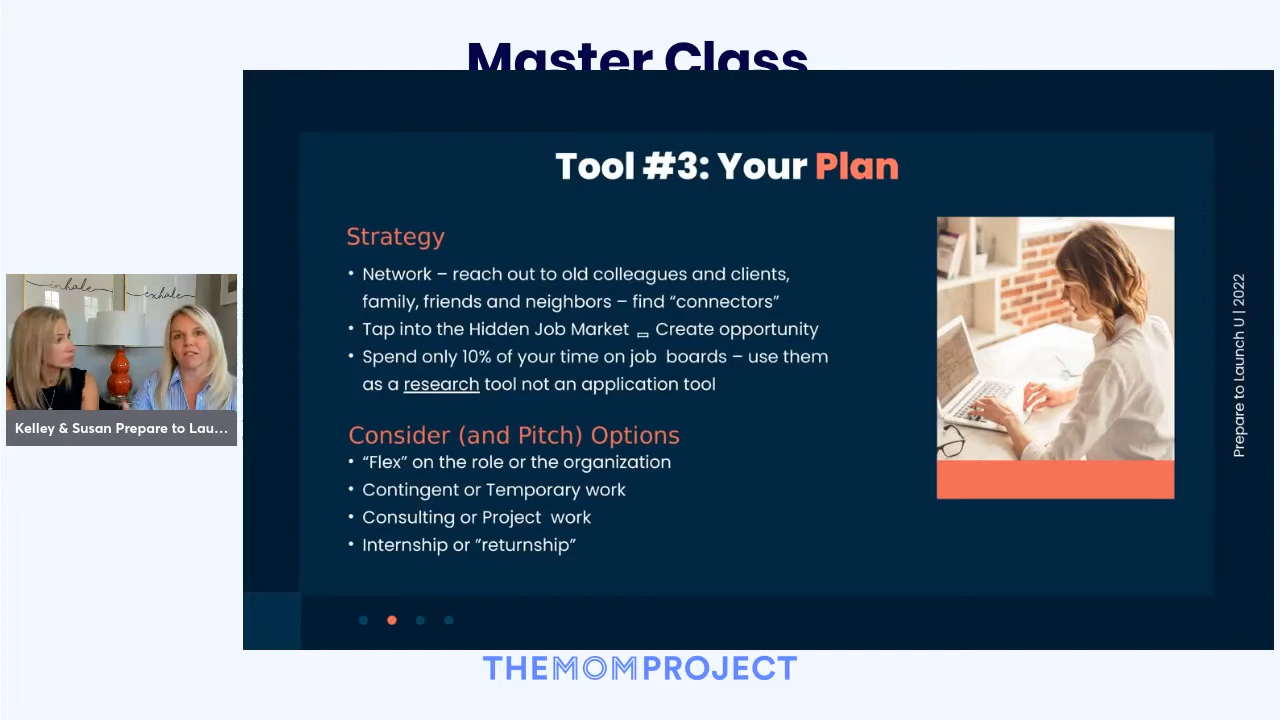 Master Class
Tool #3: Your Plan
Strategy
• Network – reach out to old colleagues and clients,
family, friends and neighbors – find “connectors”
• Tap into the Hidden Job Market Create opportunity
• Spend only 10% of your time on job boards – use them
as a research tool not an application tool
Consider (and Pitch) Options
• “Flex” on the role or the organization
• Contingent or Temporary work
• Consulting or Project work
• Internship or ”returnship”
Prepare to Launch U | 2022
inhale
exhale
Kelley & Susan Prepare to Lau...
THEMOMPROJECT